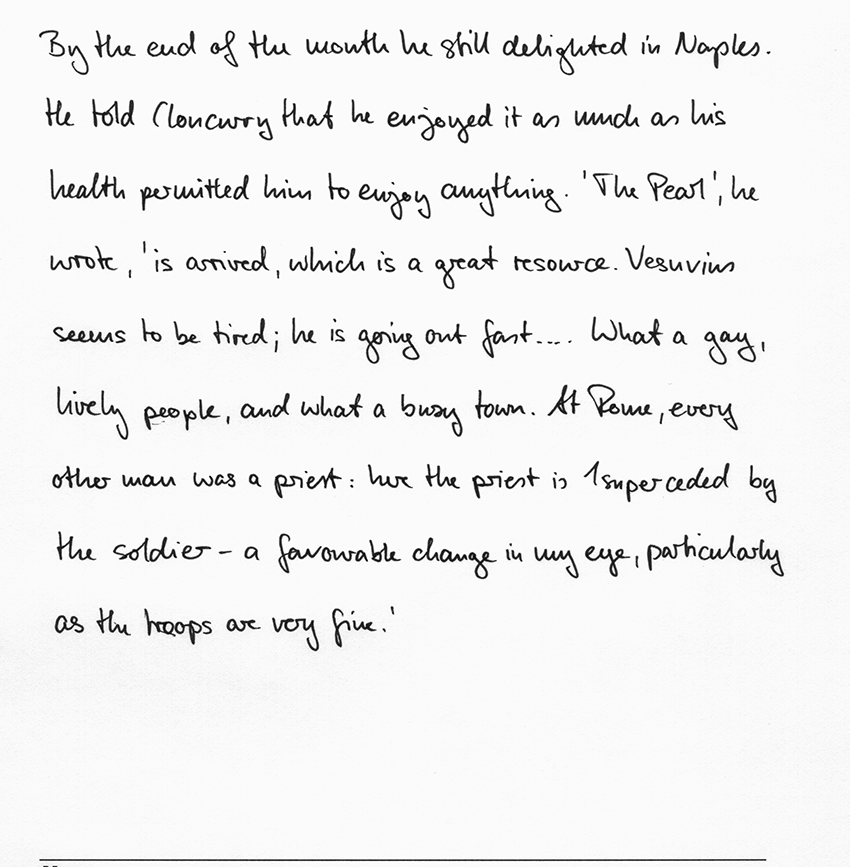 By the end of the month he still delighted in Naples.
He told Cloncurry that he enjoyed it as much as his
health permitted him to enjoy anything. 'The Pearl', he
wrote, 'is arrived, which is a great resource. Vesuvius
seems to be tired; he is going out fast.... What a gay,
lively people, and what a busy town. At Rome, every
other man was a priest: here the priest is superceded by
the soldier - a favourable change in my eye, particularly
as the troops are very fine.'